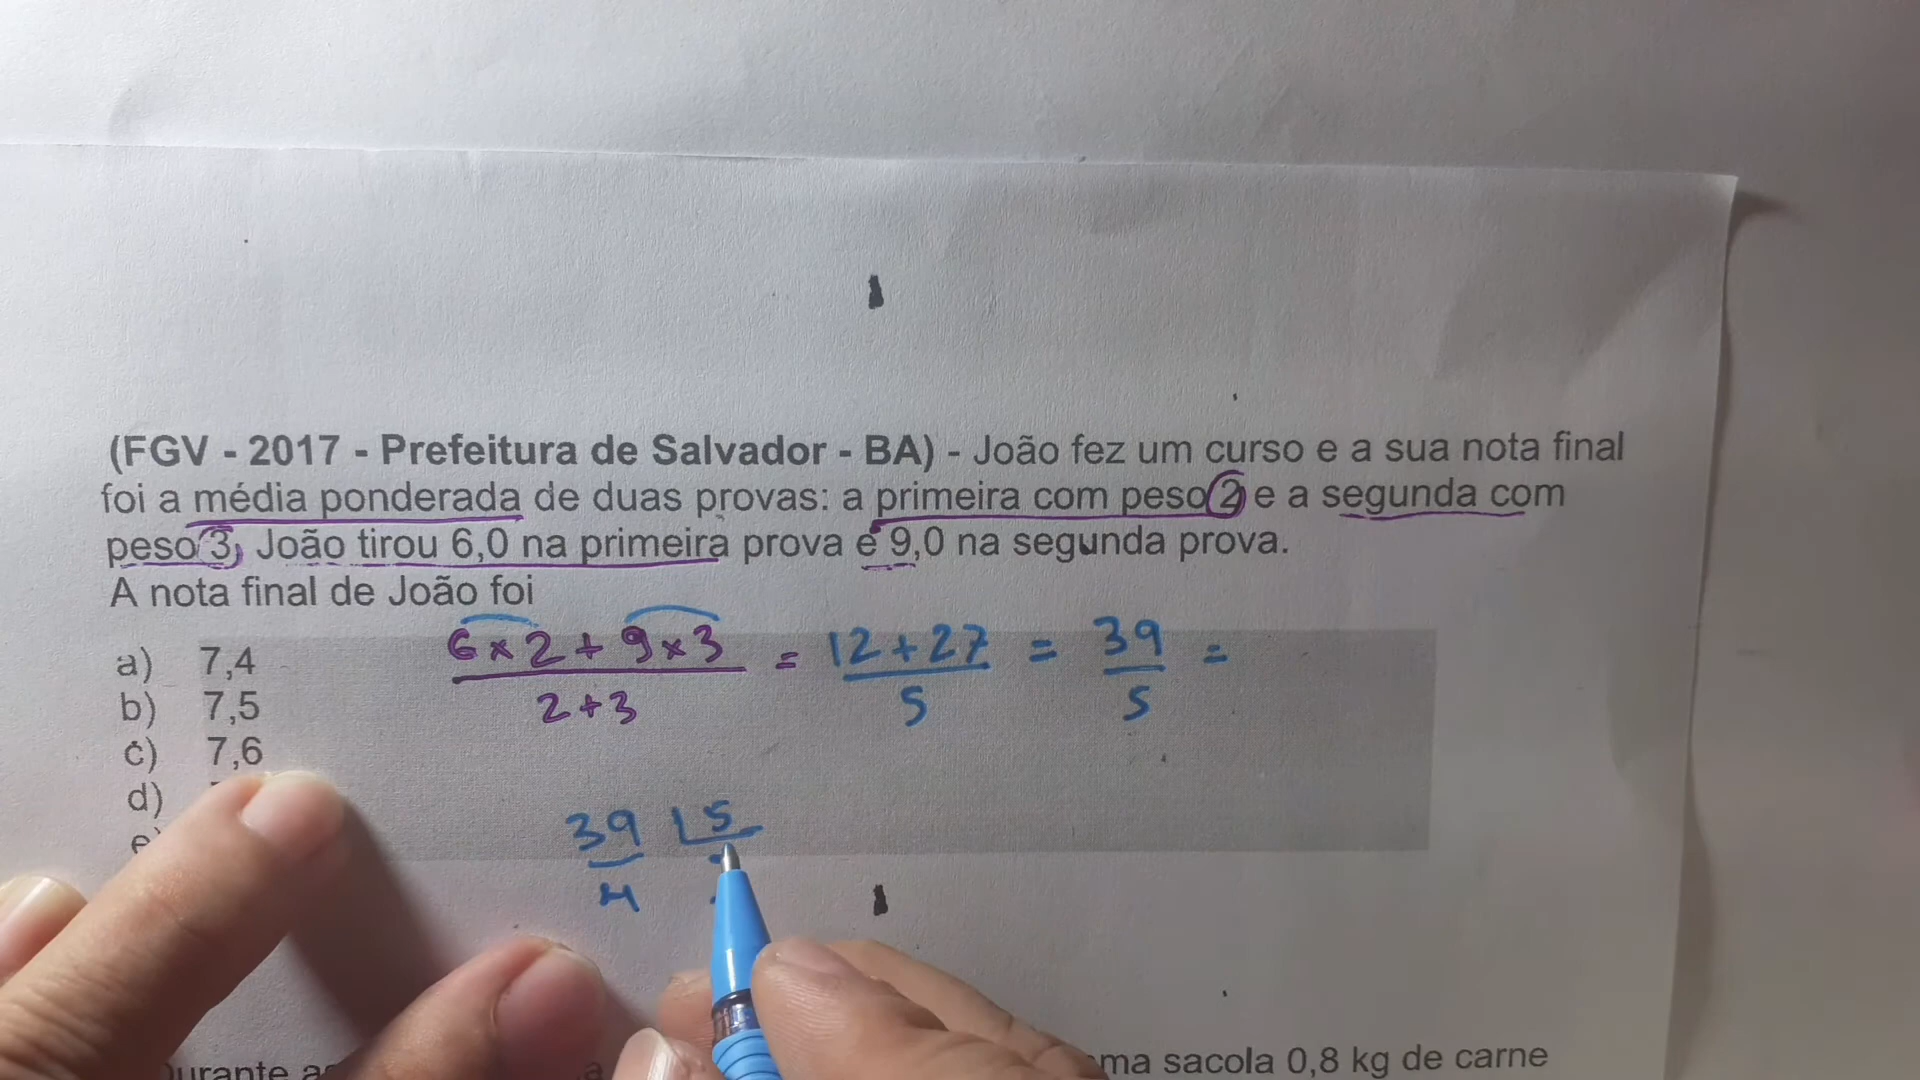 (FGV - 2017 - Prefeitura de Salvador - BA) - João fez um curso e a sua nota final
foi a média ponderada de duas provas: a primeira com peso 2 e a segunda com
peso 3, João tirou 6,0 na primeira prova e 9,0 na segunda prova.
A nota final de João foi
6 x 2 + 9 x 3 = 12 + 27 = 39 =
2 + 3 5 5
a) 7,4
b) 7,5
c) 7,6
d)
39 5
4
sacola 0,8 kg de carne